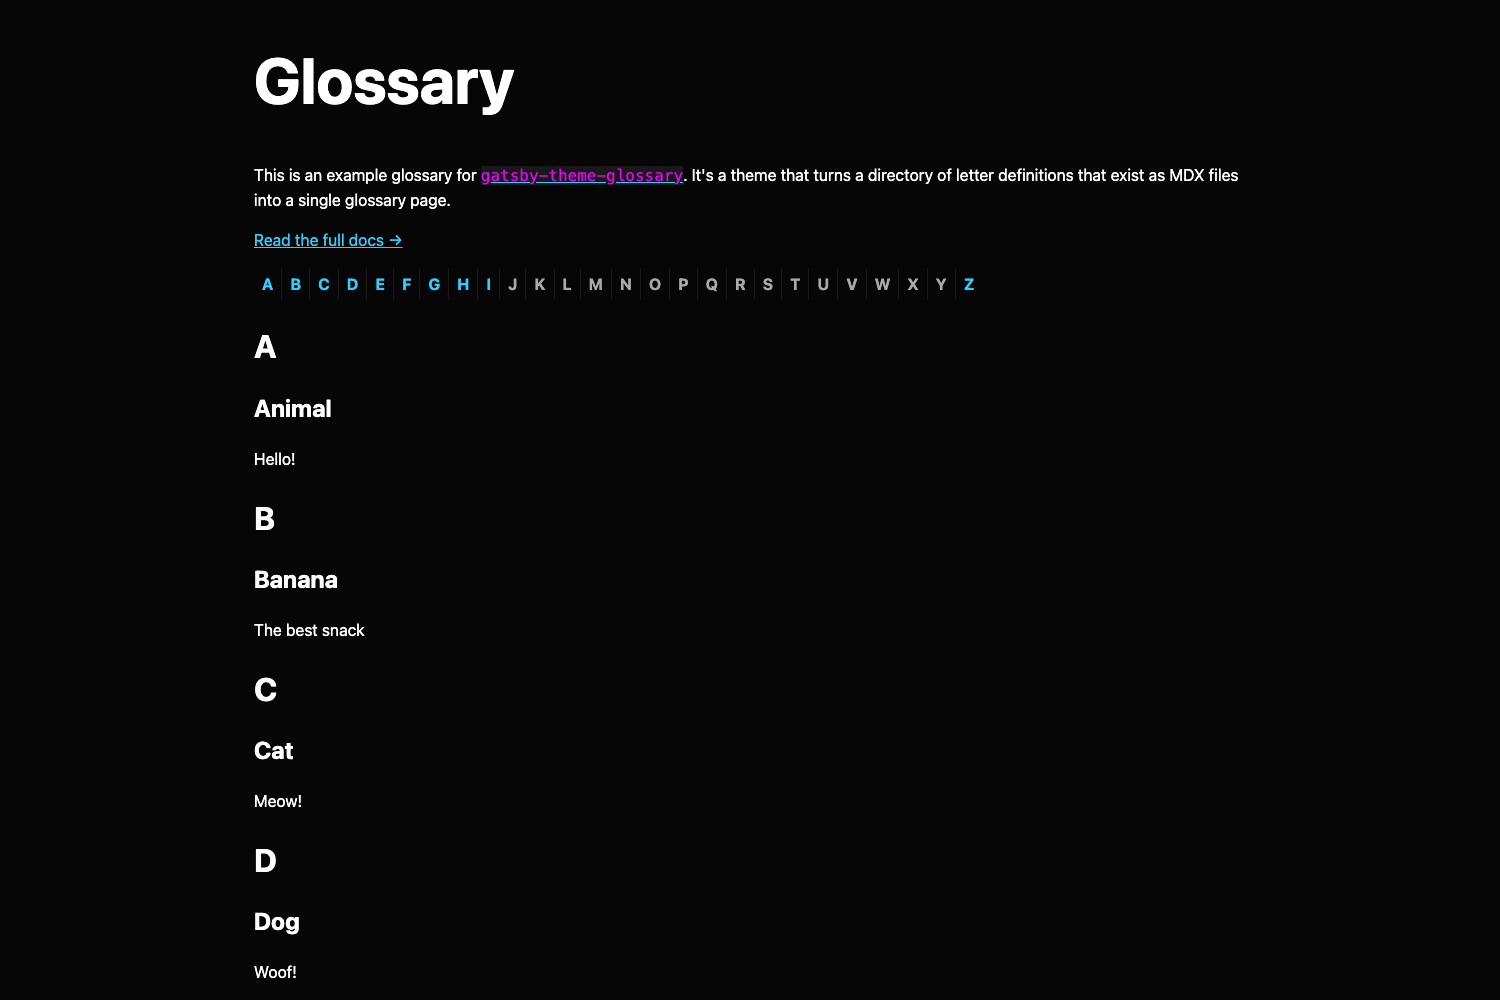 Glossary
This is an example glossary for gatsby-theme-glossary. It's a theme that turns a directory of letter definitions that exist as MDX files
into a single glossary page.
Read the full docs →
A B C D E F G H I J K L M N O P Q R S T U V W X Y Z
A
Animal
Hello!
B
Banana
The best snack
C
Cat
Meow!
D
Dog
Woof!